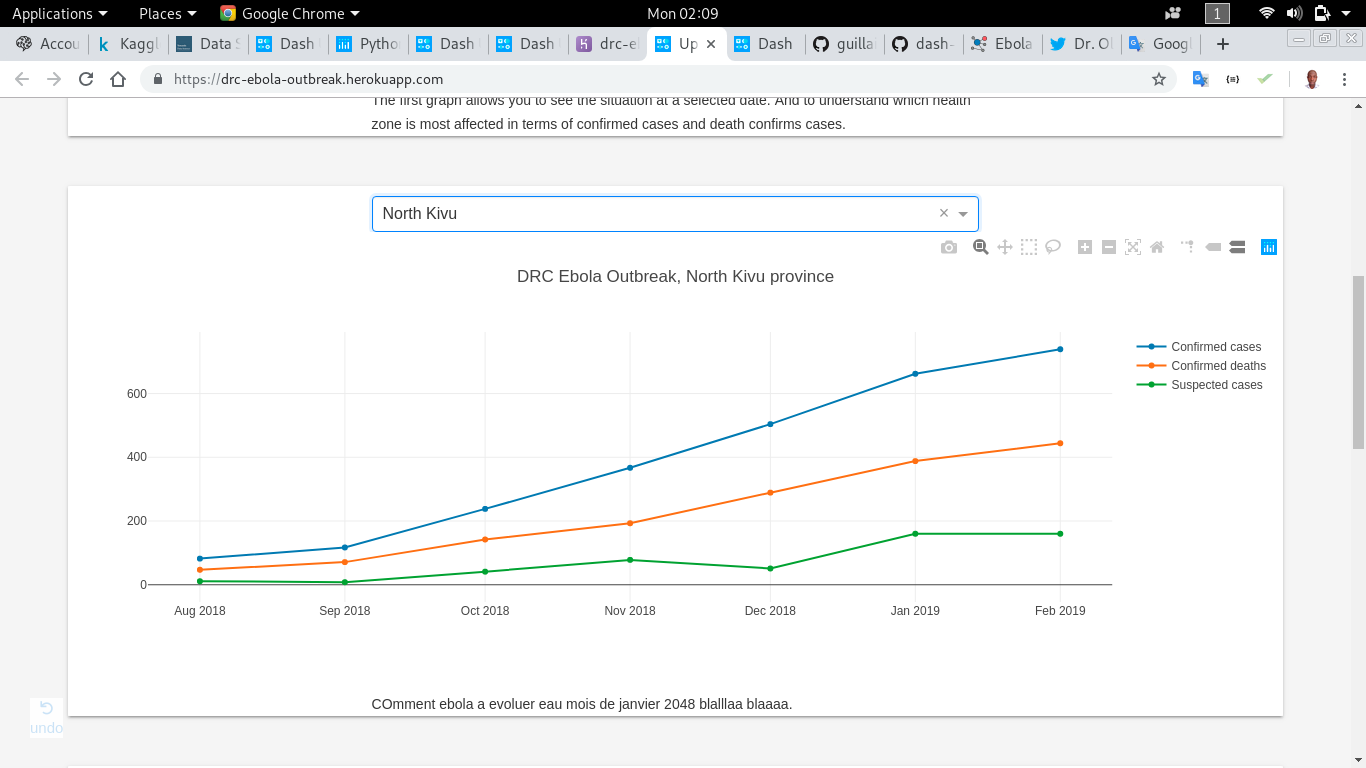 Applications Places Google Chrome Mon 02:09 1
Accou Kaggl Data S Dash Pytho Dash Dash drc-e Up Dash guilla dash- Ebola Dr. Ol Googl
https://drc-ebola-outbreak.herokuapp.com
The first graph allows you to see the situation at a selected date. And to understand which health
zone is most affected in terms of confirmed cases and death confirms cases.
North Kivu
DRC Ebola Outbreak, North Kivu province
Confirmed cases
Confirmed deaths
Suspected cases
600
400
200
0
Aug 2018 Sep 2018 Oct 2018 Nov 2018 Dec 2018 Jan 2019 Feb 2019
COmment ebola a evoluer eau mois de janvier 2048 blalllaa blaaaa.
undo